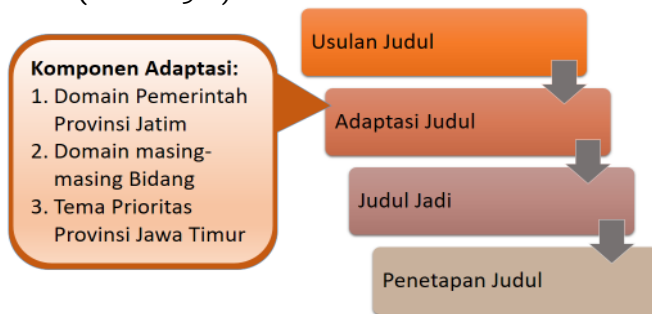 Komponen Adaptasi:
1. Domain Pemerintah
Provinsi Jatim
2. Domain masing-
masing Bidang
3. Tema Prioritas
Provinsi Jawa Timur
Usulan Judul
Adaptasi Judul
Judul Jadi
Penetapan Judul